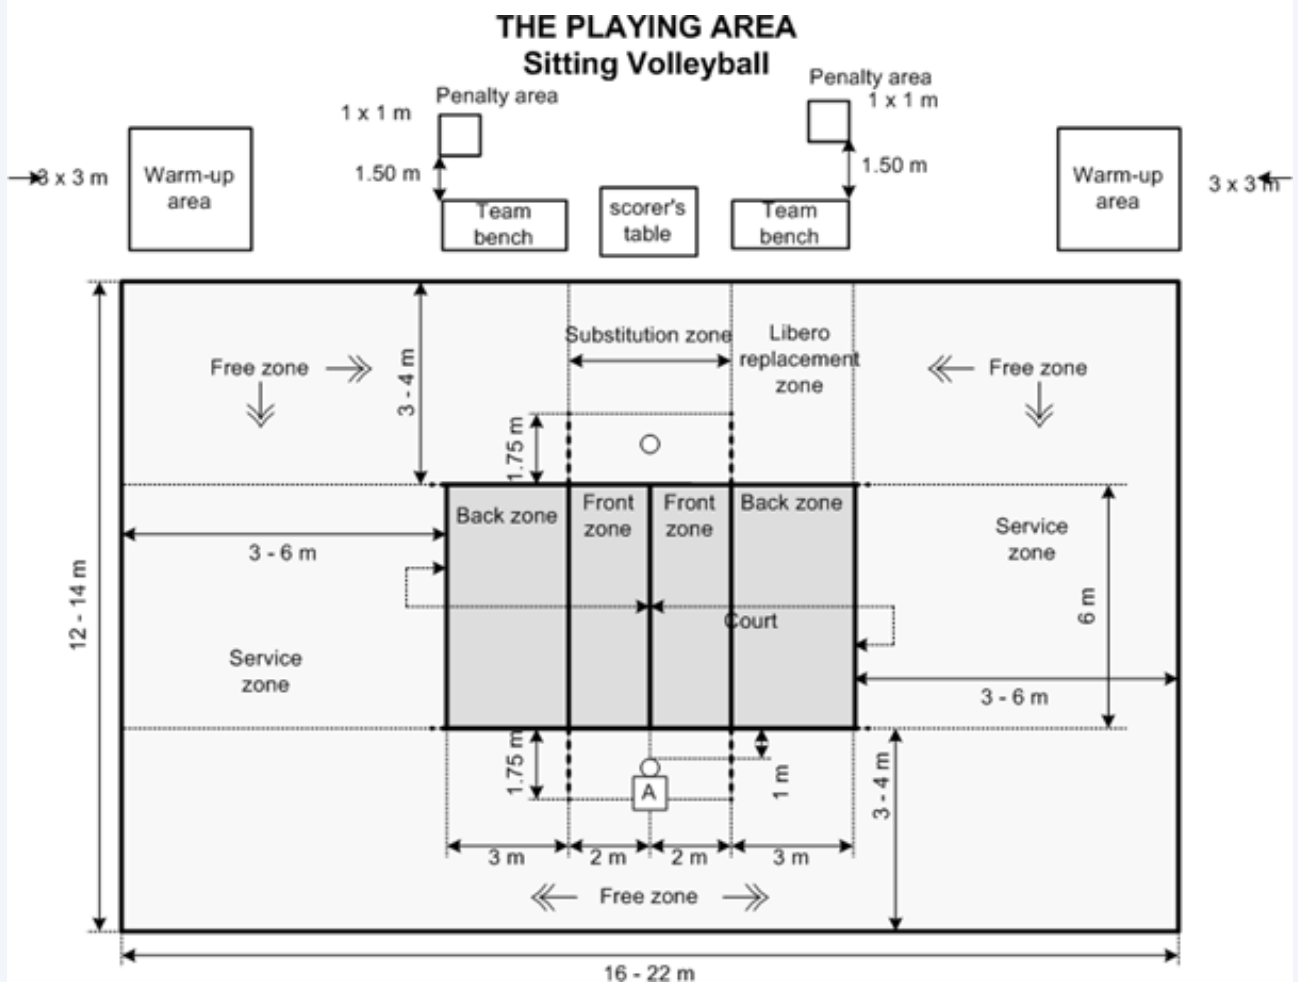 THE PLAYING AREA
Sitting Volleyball
Penalty area
1 x 1 m
1.50 m
Penalty area
1 x 1 m
1.50 m
3 x 3 m
Warm-up
area
Team
bench
scorer's
table
Team
bench
Warm-up
area
3 x 3 m
Substitution zone
Libero
replacement
zone
Free zone
3 - 4 m
Free zone
1.75 m
Back zone
Front
zone
Front
zone
Back zone
Service
zone
3 - 6 m
12 - 14 m
Court
6 m
Service
zone
3 - 6 m
1.75 m
A
1 m
3 - 4 m
3 m
2 m
2 m
3 m
Free zone
16 - 22 m